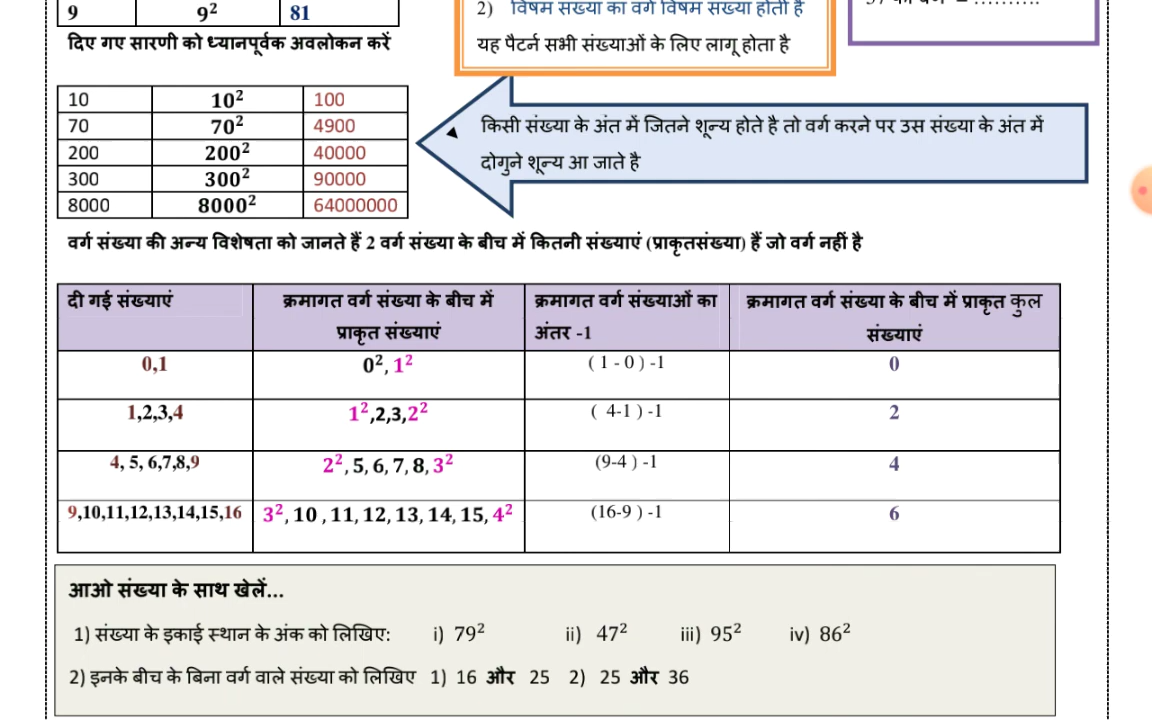 9 9² 81
2) विषम संख्या का वर्ग विषम संख्या होती है
दिए गए सारणी को ध्यानपूर्वक अवलोकन करें
यह पैटर्न सभी संख्याओं के लिए लागू होता है
10 10² 100
70 70² 4900
200 200² 40000
300 300² 90000
8000 8000² 64000000
किसी संख्या के अंत में जितने शून्य होते है तो वर्ग करने पर उस संख्या के अंत में
दोगुने शून्य आ जाते है
वर्ग संख्या की अन्य विशेषता को जानते हैं 2 वर्ग संख्या के बीच में कितनी संख्याएं (प्राकृतसंख्या) हैं जो वर्ग नहीं है
दी गई संख्याएं क्रमागत वर्ग संख्या के बीच में प्राकृत संख्याएं क्रमागत वर्ग संख्याओं का अंतर -1 क्रमागत वर्ग संख्या के बीच में प्राकृत कुल संख्याएं
0,1 0², 1² ( 1 - 0 ) -1 0
1,2,3,4 1²,2,3,2² ( 4-1 ) -1 2
4, 5, 6,7,8,9 2², 5, 6, 7, 8, 3² (9-4 ) -1 4
9,10,11,12,13,14,15,16 3², 10 , 11, 12, 13, 14, 15, 4² (16-9 ) -1 6
आओ संख्या के साथ खेलें...
1) संख्या के इकाई स्थान के अंक को लिखिए: i) 79² ii) 47² iii) 95² iv) 86²
2) इनके बीच के बिना वर्ग वाले संख्या को लिखिए 1) 16 और 25 2) 25 और 36